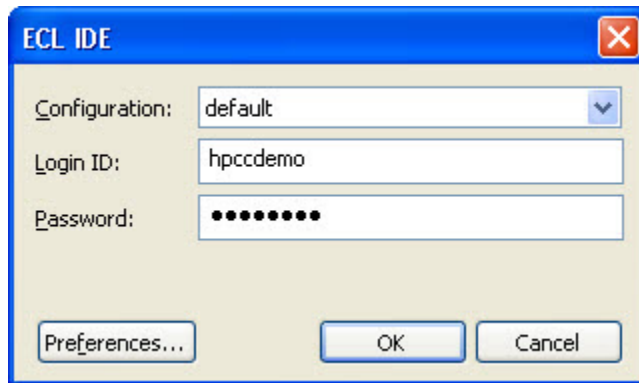 ECL IDE
Configuration: default
Login ID: hpccdemo
Password: ••••••••
Preferences... OK Cancel